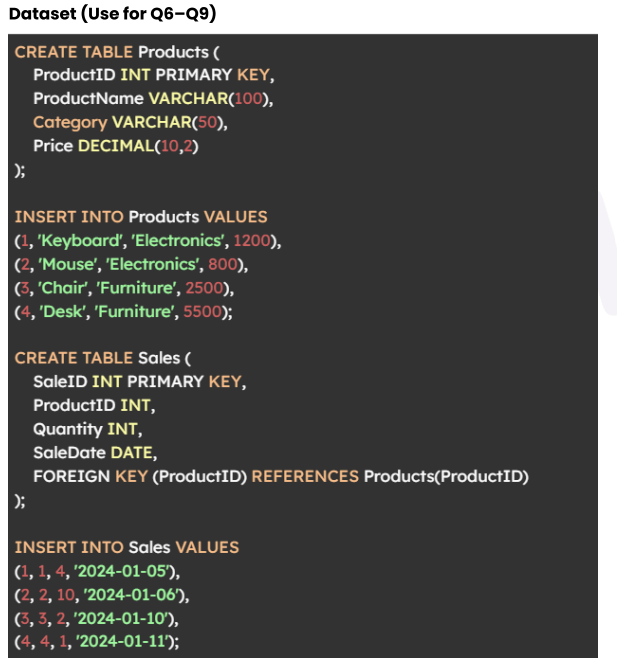 Dataset (Use for Q6–Q9)
CREATE TABLE Products (
ProductID INT PRIMARY KEY,
ProductName VARCHAR(100),
Category VARCHAR(50),
Price DECIMAL(10,2)
);
INSERT INTO Products VALUES
(1, 'Keyboard', 'Electronics', 1200),
(2, 'Mouse', 'Electronics', 800),
(3, 'Chair', 'Furniture', 2500),
(4, 'Desk', 'Furniture', 5500);
CREATE TABLE Sales (
SaleID INT PRIMARY KEY,
ProductID INT,
Quantity INT,
SaleDate DATE,
FOREIGN KEY (ProductID) REFERENCES Products(ProductID)
);
INSERT INTO Sales VALUES
(1, 1, 4, '2024-01-05'),
(2, 2, 10, '2024-01-06'),
(3, 3, 2, '2024-01-10'),
(4, 4, 1, '2024-01-11');